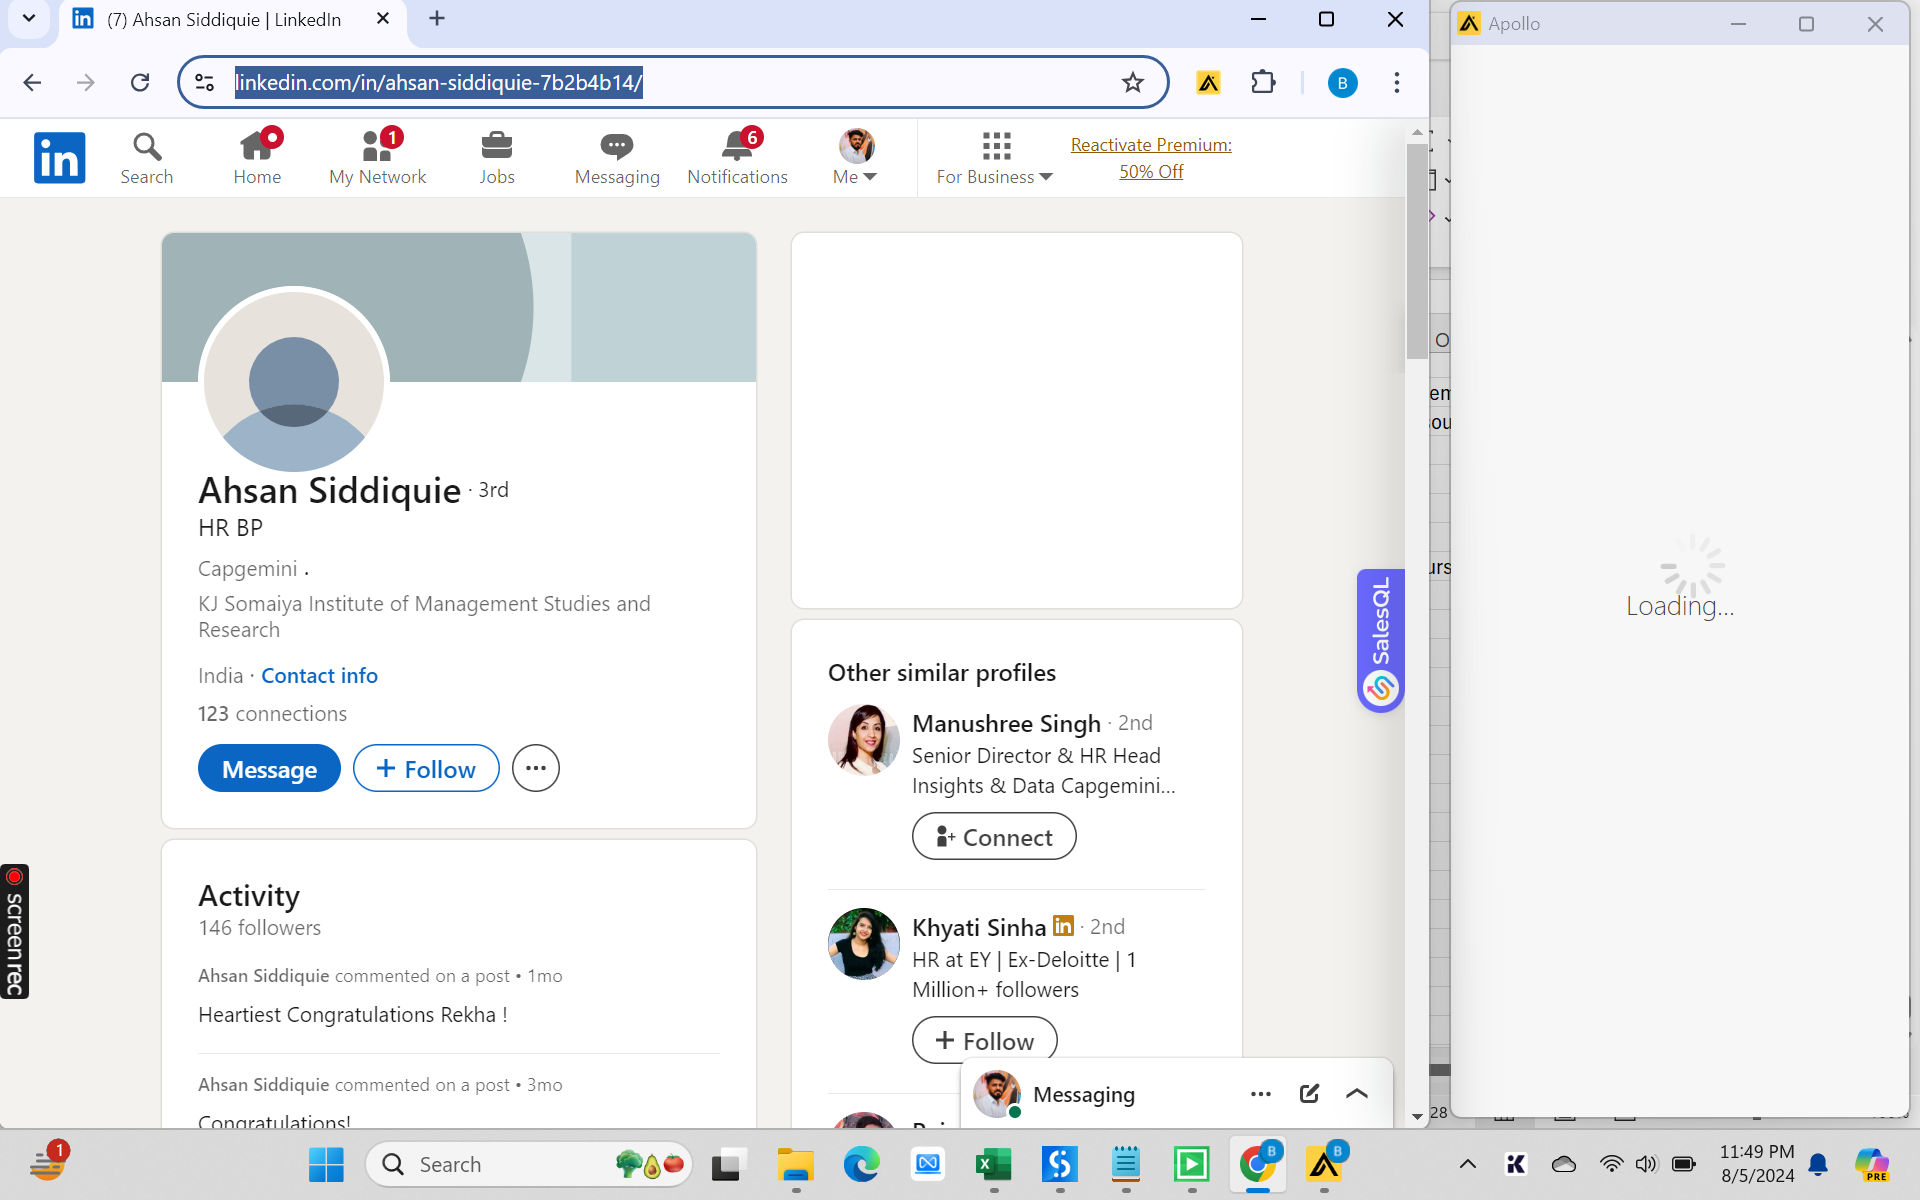 (7) Ahsan Siddiquie | LinkedIn
Apollo
linkedin.com/in/ahsan-siddiquie-7b2b4b14/
B
in
Search
Home
1
My Network
Jobs
Messaging
6
Notifications
Me
For Business
Reactivate Premium:
50% Off
Ahsan Siddiquie · 3rd
HR BP
Capgemini .
KJ Somaiya Institute of Management Studies and
Research
India · Contact info
123 connections
Message
+ Follow
Activity
146 followers
Ahsan Siddiquie commented on a post • 1mo
Heartiest Congratulations Rekha !
Ahsan Siddiquie commented on a post • 3mo
Congratulations!
Other similar profiles
Manushree Singh · 2nd
Senior Director & HR Head
Insights & Data Capgemini...
Connect
Khyati Sinha in · 2nd
HR at EY | Ex-Deloitte | 1
Million+ followers
+ Follow
Messaging
SalesQL
screenrec
Loading...
O
28
1
Search
B
B
11:49 PM
8/5/2024
PRE